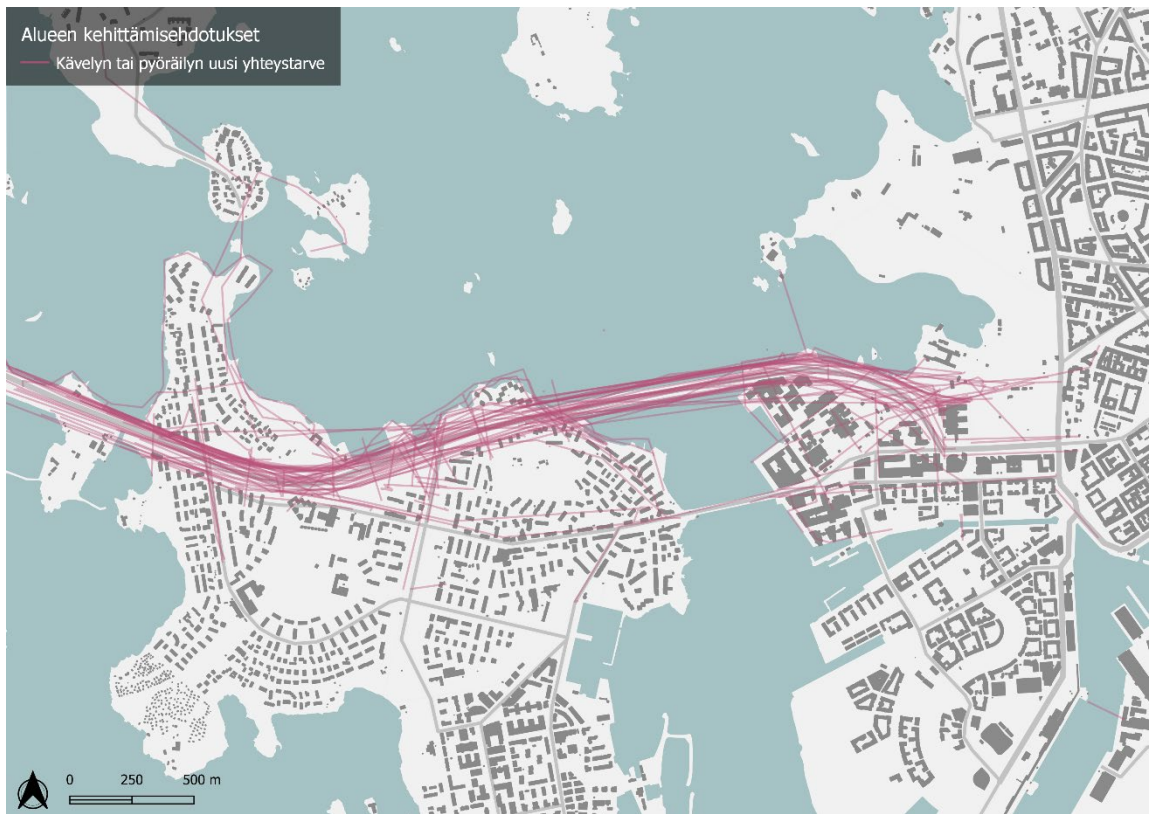 Alueen kehittämisehdotukset
Kävelyn tai pyöräilyn uusi yhteystarve
0 250 500 m